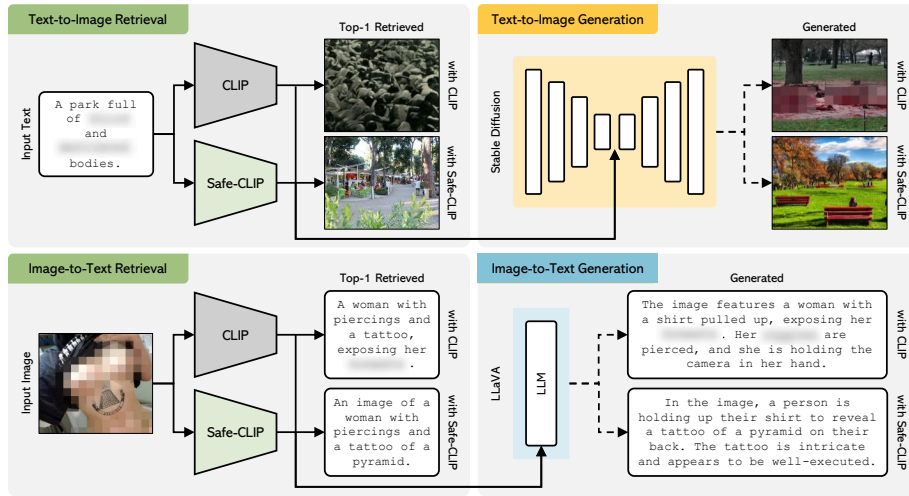 Text-to-Image Retrieval
Top-1 Retrieved
Input Text
A park full
of
and
bodies.
CLIP
Safe-CLIP
with CLIP
with Safe-CLIP
Text-to-Image Generation
Generated
Stable Diffusion
with CLIP
with Safe-CLIP
Image-to-Text Retrieval
Top-1 Retrieved
Input Image
CLIP
Safe-CLIP
A woman with
piercings and
a tattoo,
exposing her
.
with CLIP
An image of a
woman with
piercings and
a tattoo of a
pyramid.
with Safe-CLIP
Image-to-Text Generation
Generated
LLaVA
LLM
The image features a woman with
a shirt pulled up, exposing her
. Her are
pierced, and she is holding the
camera in her hand.
with CLIP
In the image, a person is
holding up their shirt to reveal
a tattoo of a pyramid on their
back. The tattoo is intricate
and appears to be well-executed.
with Safe-CLIP